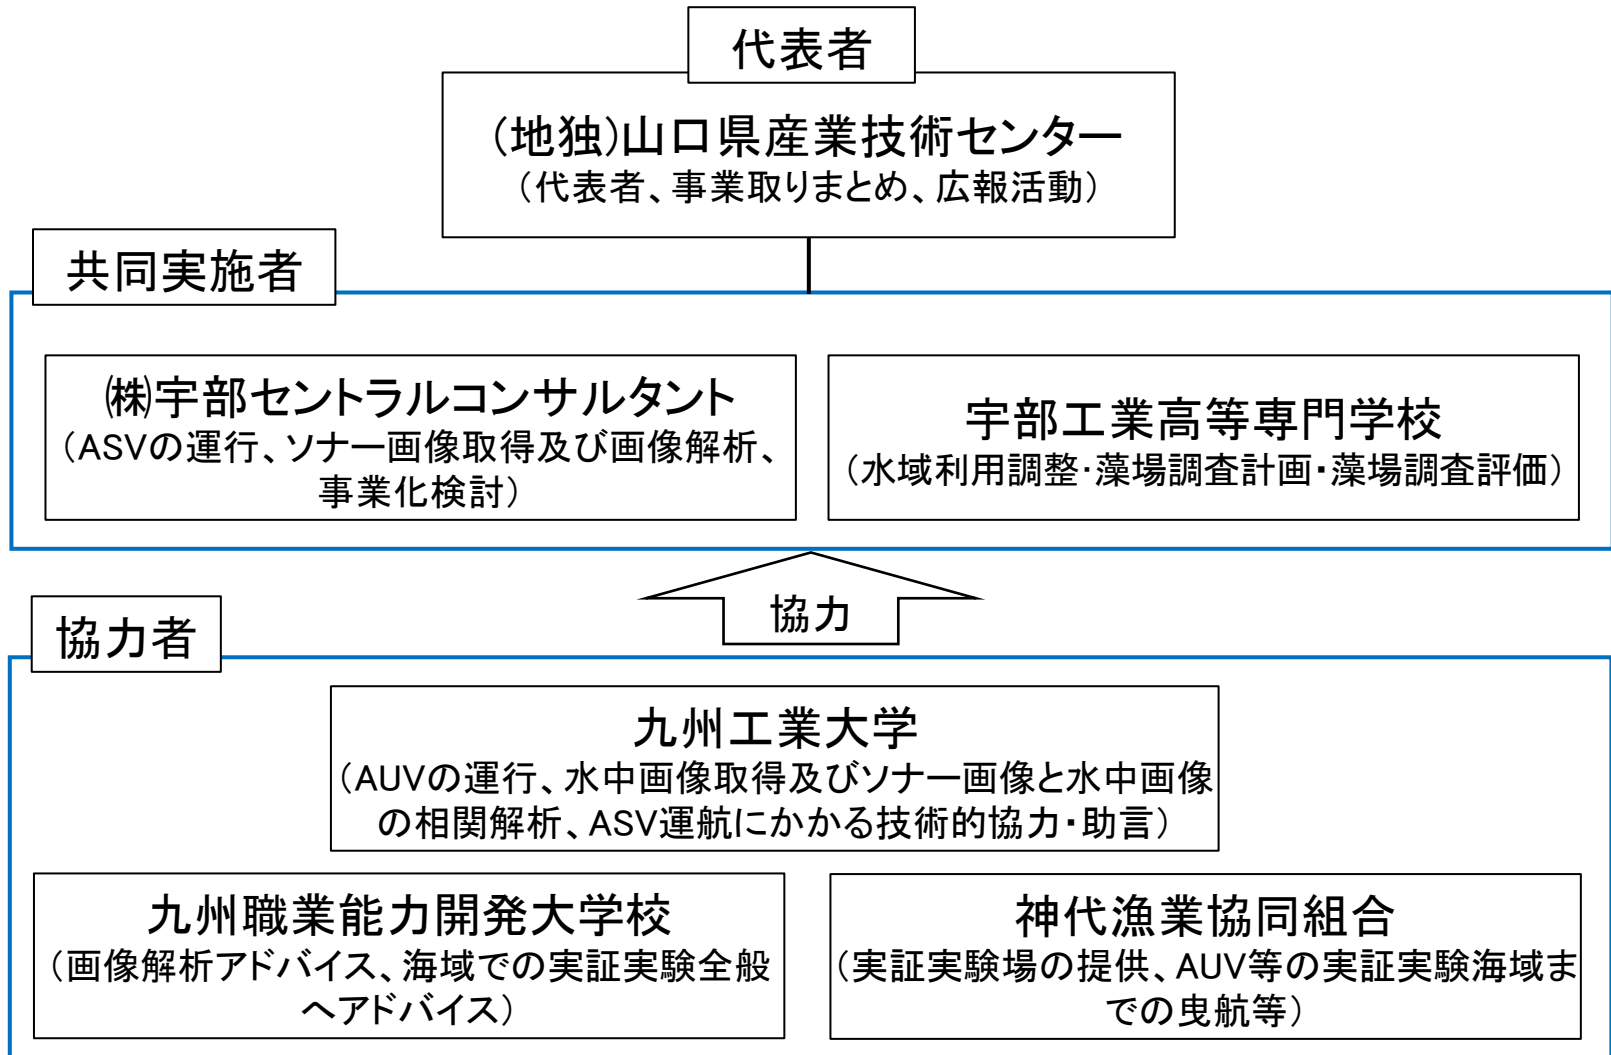 代表者
(地独)山口県産業技術センター
（代表者、事業取りまとめ、広報活動）
共同実施者
㈱宇部セントラルコンサルタント
（ASVの運行、ソナー画像取得及び画像解析、
事業化検討）
宇部工業高等専門学校
（水域利用調整･藻場調査計画・藻場調査評価）
協力
協力者
九州工業大学
（AUVの運行、水中画像取得及びソナー画像と水中画像
の相関解析、ASV運航にかかる技術的協力・助言）
九州職業能力開発大学校
（画像解析アドバイス、海域での実証実験全般
へアドバイス）
神代漁業協同組合
（実証実験場の提供、AUV等の実証実験海域ま
での曳航等）